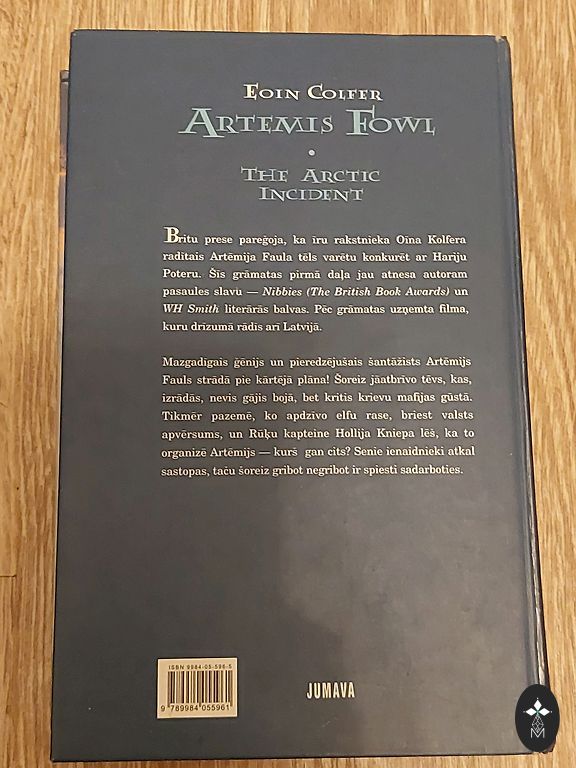 EOIN COLFER
ARTEMIS FOWL
•
THE ARCTIC
INCIDENT
Britu prese pareģoja, ka īru rakstnieka Oīna Kolfera
radītais Artēmija Faula tēls varētu konkurēt ar Hariju
Poteru. Šīs grāmatas pirmā daļa jau atnesa autoram
pasaules slavu — Nibbies (The British Book Awards) un
WH Smith literārās balvas. Pēc grāmatas uzņemta filma,
kuru drīzumā rādīs arī Latvijā.
Mazgadīgais ģēnijs un pieredzējušais šantāžists Artēmijs
Fauls strādā pie kārtējā plāna! Šoreiz jāatbrīvo tēvs, kas,
izrādās, nevis gājis bojā, bet kritis krievu mafijas gūstā.
Tikmēr pazemē, ko apdzīvo elfu rase, briest valsts
apvērsums, un Rūķu kapteine Hollija Kniepa lēš, ka to
organizē Artēmijs — kurš gan cits? Senie ienaidnieki atkal
sastopas, taču šoreiz gribot negribot ir spiesti sadarboties.
ISBN 9984-05-596-5
9 789984 055961
JUMAVA
M